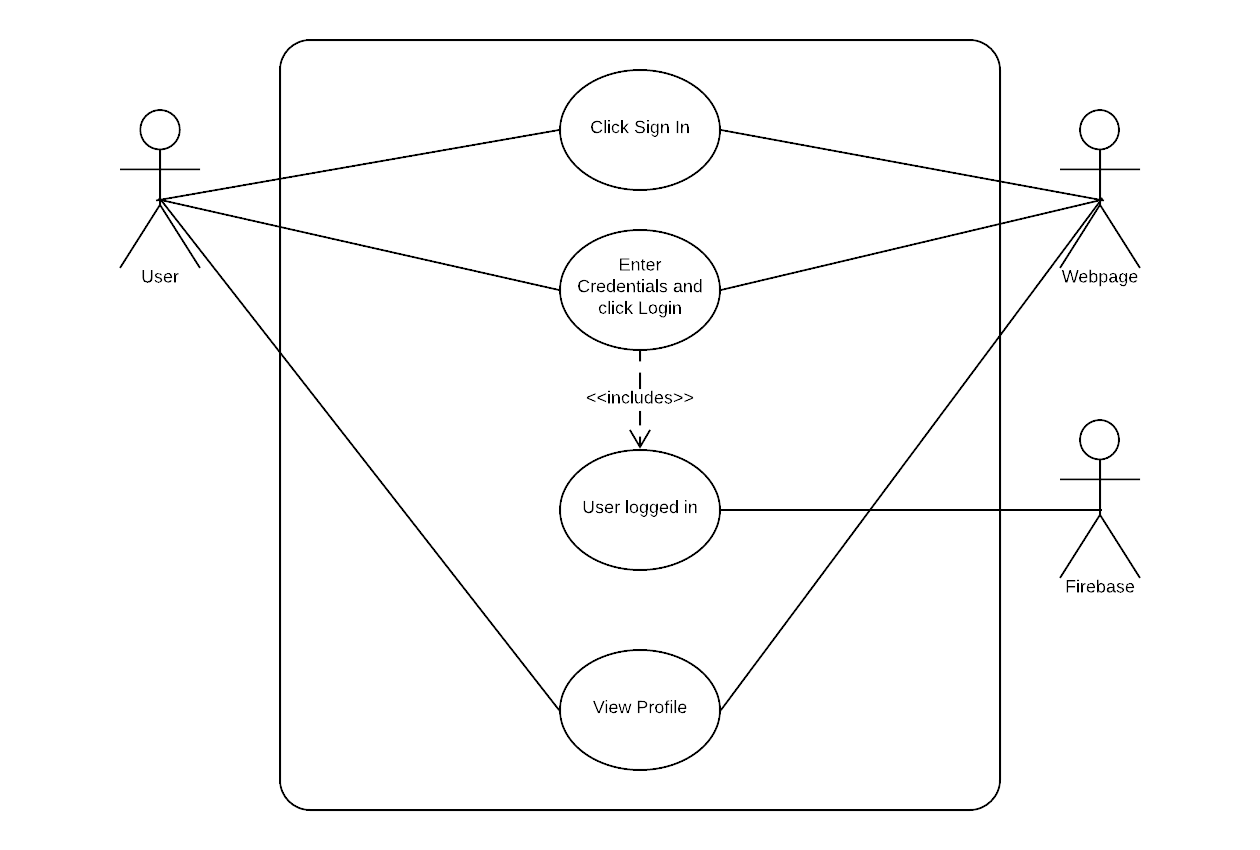 Click Sign In
User
Enter
Credentials and
click Login
Webpage
<<includes>>
User logged in
Firebase
View Profile